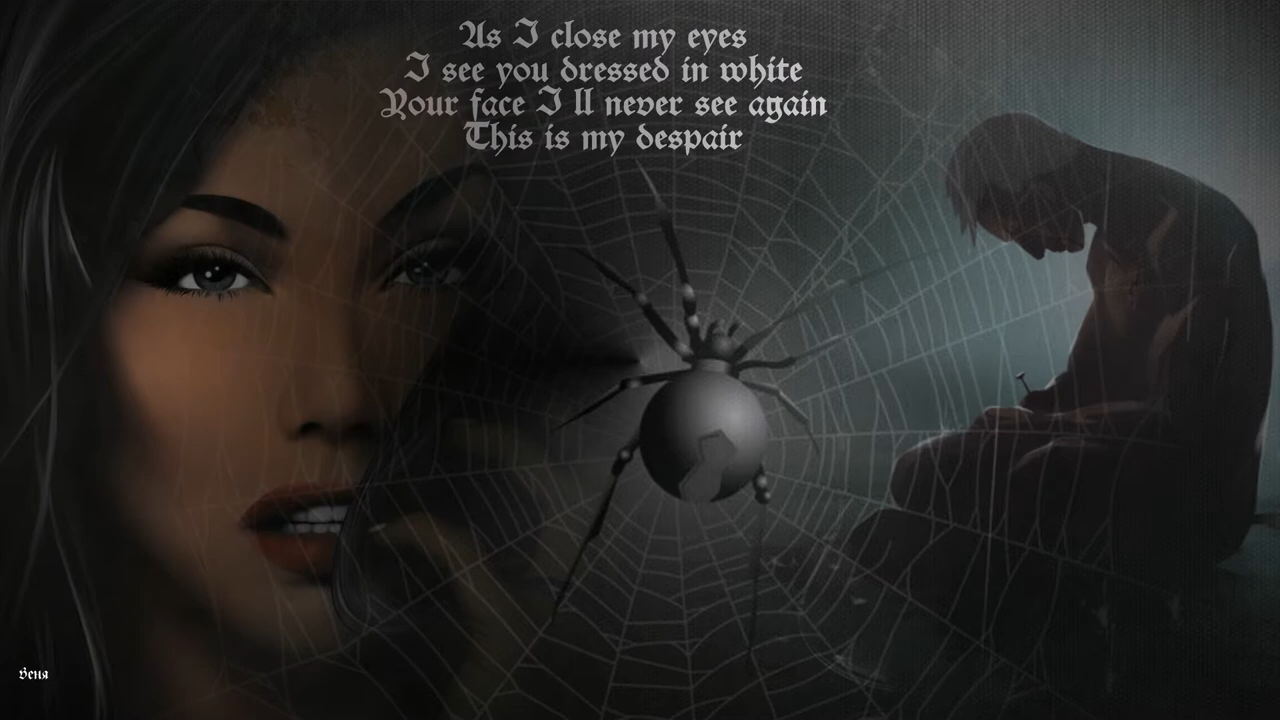 As I close my eyes
I see you dressed in white
Your face I ll never see again
This is my despair
Веня